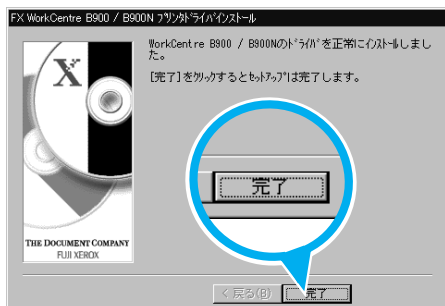 FX WorkCentre B900 / B900N プリンタドライバインストール
WorkCentre B900 / B900Nのドライバを正常にインストールしまし
た。
[完了]をクリックするとセットアップは完了します。
X
完了
THE DOCUMENT COMPANY
FUJI XEROX
< 戻る(B)
完了